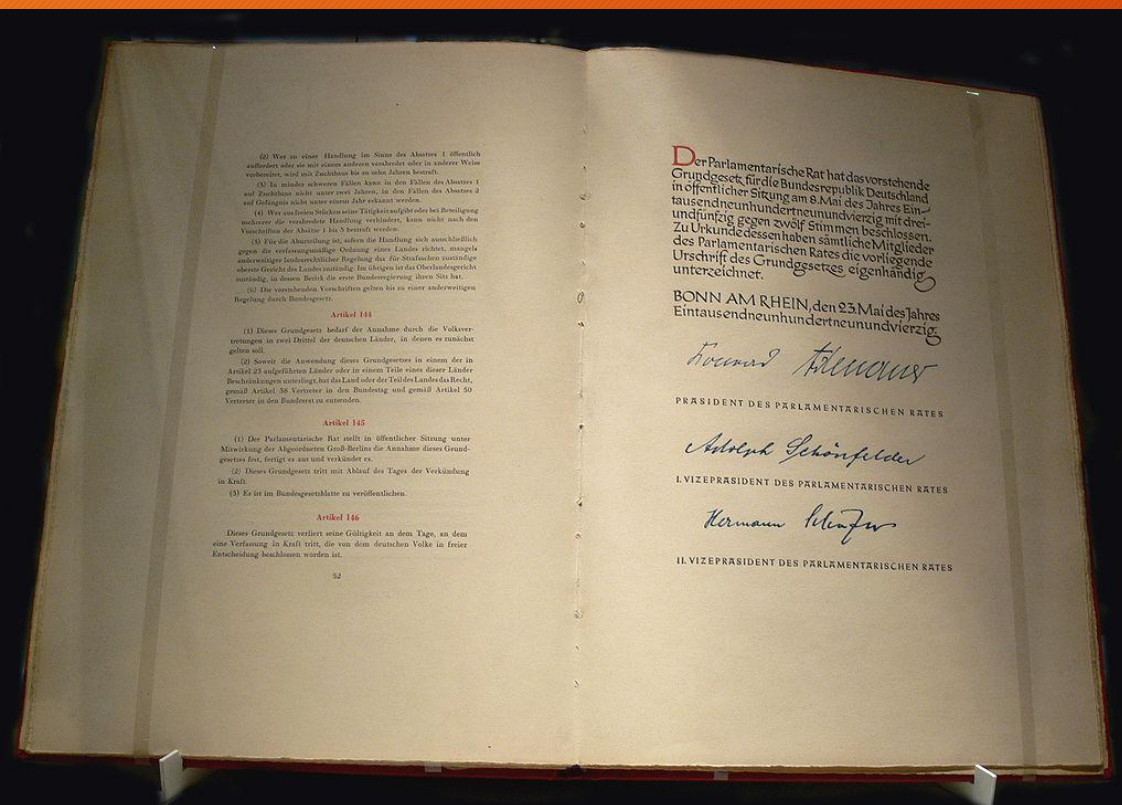 (2) Wer zu einer Handlung im Sinne des Absatzes 1 öffentlich
auffordert oder sie mit einem anderen verabredet oder in anderer Weise
vorbereitet, wird mit Zuchthaus bis zu zehn Jahren bestraft.
(3) In minder schweren Fällen kann in den Fällen des Absatzes 1
auf Zuchthaus nicht unter zwei Jahren, in den Fällen des Absatzes 2
auf Gefängnis nicht unter einem Jahr erkannt werden.
(4) Wer aus freien Stücken seine Tätigkeit aufgibt oder bei Beteiligung
mehrerer die verabredete Handlung verhindert, kann nicht nach den
Vorschriften der Absätze 1 bis 3 bestraft werden.
(5) Für die Aburteilung ist, sofern die Handlung sich ausschließlich
gegen die verfassungsmäßige Ordnung eines Landes richtet, mangels
anderweitiger landesrechtlicher Regelung das für Strafsachen zuständige
oberste Gericht des Landes zuständig. Im übrigen ist das Oberlandesgericht
zuständig, in dessen Bezirk die erste Bundesregierung ihren Sitz hat.
(6) Die vorstehenden Vorschriften gelten bis zu einer anderweitigen
Regelung durch Bundesgesetz.
Artikel 144
(1) Dieses Grundgesetz bedarf der Annahme durch die Volksver-
tretungen in zwei Drittel der deutschen Länder, in denen es zunächst
gelten soll.
(2) Soweit die Anwendung dieses Grundgesetzes in einem der in
Artikel 23 aufgeführten Länder oder in einem Teile eines dieser Länder
Beschränkungen unterliegt, hat das Land oder der Teil des Landes das Recht,
gemäß Artikel 38 Vertreter in den Bundestag und gemäß Artikel 50
Vertreter in den Bundesrat zu entsenden.
Artikel 145
(1) Der Parlamentarische Rat stellt in öffentlicher Sitzung unter
Mitwirkung der Abgeordneten Groß-Berlins die Annahme dieses Grund-
gesetzes fest, fertigt es aus und verkündet es.
(2) Dieses Grundgesetz tritt mit Ablauf des Tages der Verkündung
in Kraft.
(3) Es ist im Bundesgesetzblatte zu veröffentlichen.
Artikel 146
Dieses Grundgesetz verliert seine Gültigkeit an dem Tage, an dem
eine Verfassung in Kraft tritt, die von dem deutschen Volke in freier
Entscheidung beschlossen worden ist.
52
Der Parlamentarische Rat hat das vorstehende
Grundgesetz für die Bundesrepublik Deutschland
in öffentlicher Sitzung am 8. Mai des Jahres Ein-
tausendneunhundertneunundvierzig mit drei-
undfünfzig gegen zwölf Stimmen beschlossen.
Zu Urkunde dessen haben sämtliche Mitglieder
des Parlamentarischen Rates die vorliegende
Urschrift des Grundgesetzes eigenhändig
unterzeichnet.
BONN AM RHEIN, den 23. Mai des Jahres
Eintausendneunhundertneunundvierzig
Konrad Adenauer
PRÄSIDENT DES PARLAMENTARISCHEN RATES
Adolph Schönfelder
I. VIZEPRÄSIDENT DES PARLAMENTARISCHEN RATES
Hermann Schäfer
II. VIZEPRÄSIDENT DES PARLAMENTARISCHEN RATES